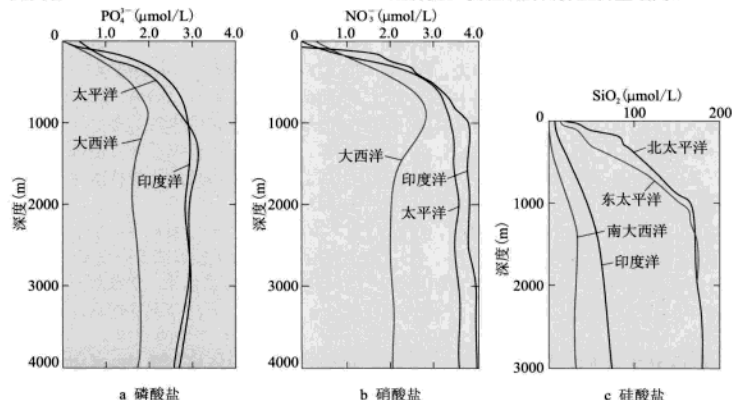 PO₄³⁻(μmol/L)
0 1.0 2.0 3.0 4.0
太平洋
大西洋
印度洋
1000
2000
3000
4000
深度(m)
a 磷酸盐
NO₃⁻(μmol/L)
0 1.0 2.0 3.0 4.0
大西洋
印度洋
太平洋
1000
2000
3000
4000
深度(m)
b 硝酸盐
SiO₂(μmol/L)
0 100 200
北太平洋
东太平洋
南大西洋
印度洋
1000
2000
3000
深度(m)
c 硅酸盐